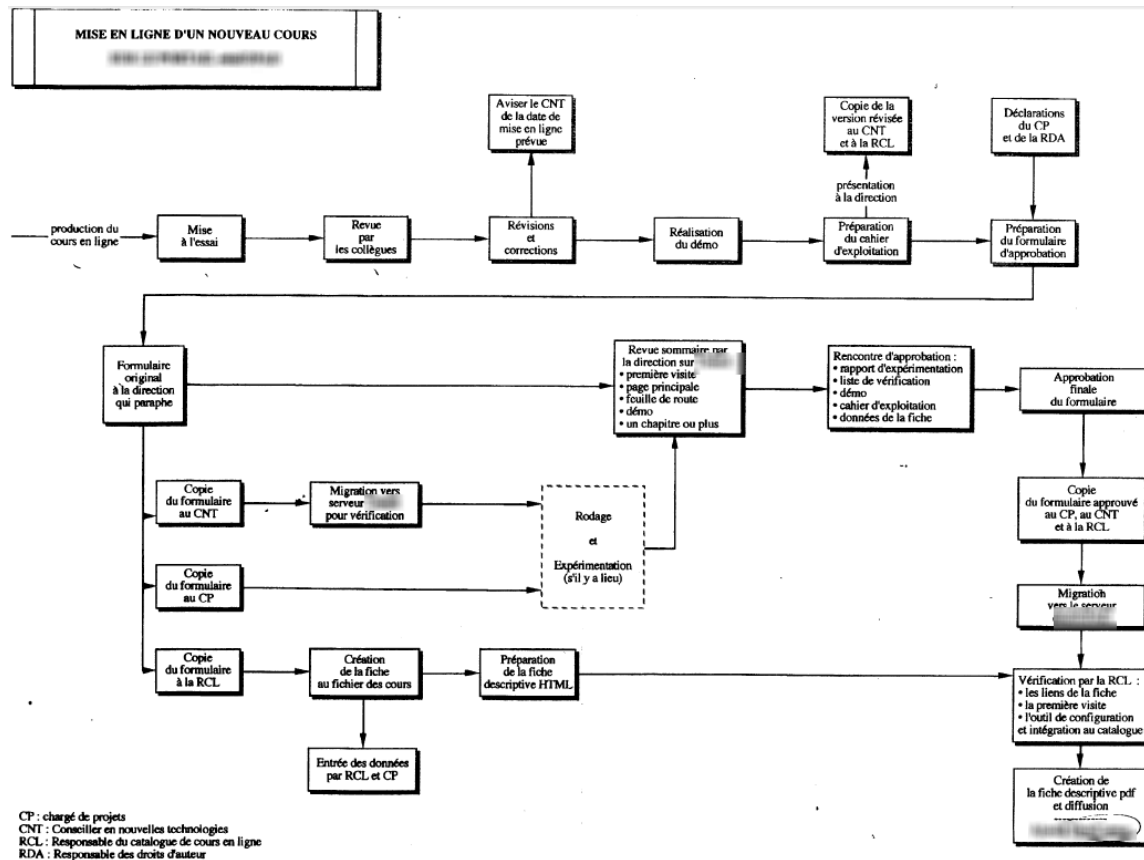 MISE EN LIGNE D'UN NOUVEAU COURS
Aviser le CNT
de la date de
mise en ligne
prévue
Copie de la
version révisée
au CNT
et à la RCL
Déclarations
du CP
et de la RDA
présentation
à la direction
production du
cours en ligne
Mise
à l'essai
Revue
par
les collègues
Révisions
et
corrections
Réalisation
du démo
Préparation
du cahier
d'exploitation
Préparation
du formulaire
d'approbation
Formulaire
original
à la direction
qui paraphe
Revue sommaire par
la direction sur
• première visite
• page principale
• feuille de route
• démo
• un chapitre ou plus
Rencontre d'approbation :
• rapport d'expérimentation
• liste de vérification
• démo
• cahier d'exploitation
• données de la fiche
Approbation
finale
du formulaire
Copie
du formulaire
au CNT
Migration vers
serveur
pour vérification
Rodage
et
Expérimentation
(s'il y a lieu)
Copie
du formulaire approuvé
au CP, au CNT
et à la RCL
Copie
du formulaire
au CP
Migration
vers le serveur
Copie
du formulaire
à la RCL
Création
de la fiche
au fichier des cours
Préparation
de la fiche
descriptive HTML
Vérification par la RCL :
• les liens de la fiche
• la première visite
• l'outil de configuration
et intégration au catalogue
Entrée des données
par RCL et CP
Création de
la fiche descriptive pdf
et diffusion
CP : chargé de projets
CNT : Conseiller en nouvelles technologies
RCL : Responsable du catalogue de cours en ligne
RDA : Responsable des droits d'auteur